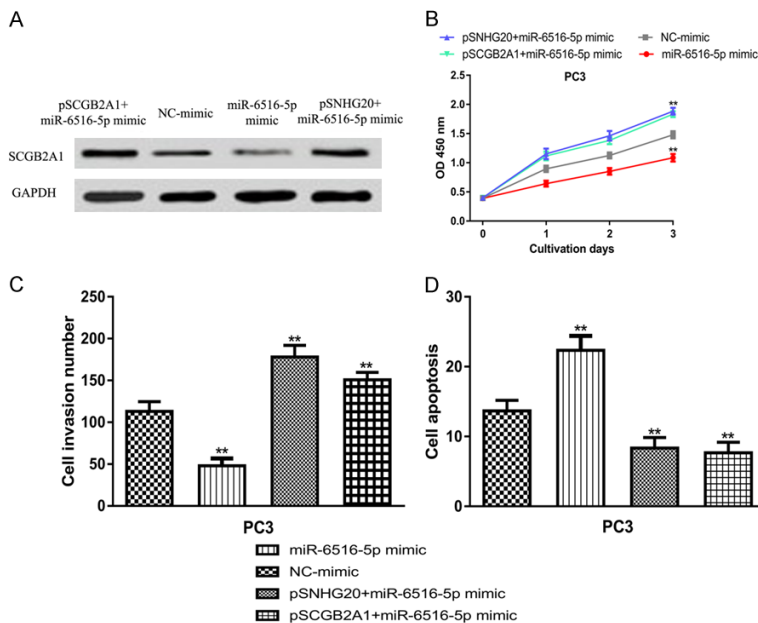 A
pSCGB2A1+
miR-6516-5p mimic
NC-mimic
miR-6516-5p
mimic
pSNHG20+
miR-6516-5p mimic
SCGB2A1
GAPDH
B
pSNHG20+miR-6516-5p mimic
NC-mimic
pSCGB2A1+miR-6516-5p mimic
miR-6516-5p mimic
PC3
OD 450 nm
2.5
2.0
1.5
1.0
0.5
0.0
**
**
0
1
2
3
Cultivation days
C
Cell invasion number
250
200
150
100
50
0
**
**
**
PC3
D
Cell apoptosis
30
20
10
0
**
**
**
PC3
miR-6516-5p mimic
NC-mimic
pSNHG20+miR-6516-5p mimic
pSCGB2A1+miR-6516-5p mimic